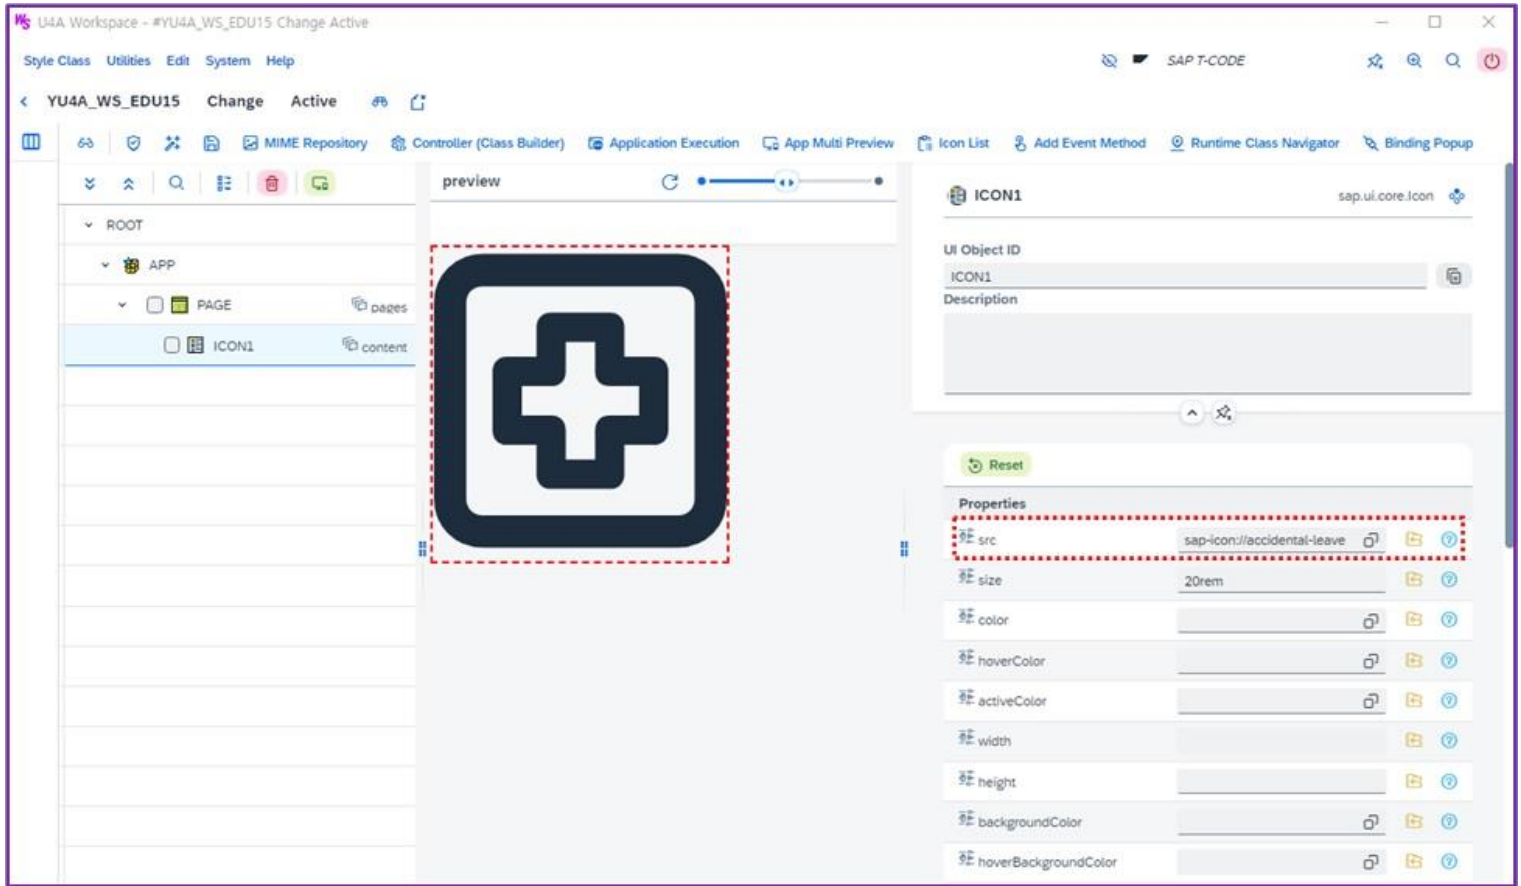 U4A Workspace - #YU4A_WS_EDU15 Change Active
Style Class Utilities Edit System Help SAP T-CODE
YU4A_WS_EDU15 Change Active
MIME Repository Controller (Class Builder) Application Execution App Multi Preview Icon List Add Event Method Runtime Class Navigator Binding Popup
preview
ROOT
APP
PAGE pages
ICON1 content
ICON1 sap.ui.core.Icon
UI Object ID
ICON1
Description
Reset
Properties
src sap-icon://accidental-leave
size 20rem
color
hoverColor
activeColor
width
height
backgroundColor
hoverBackgroundColor